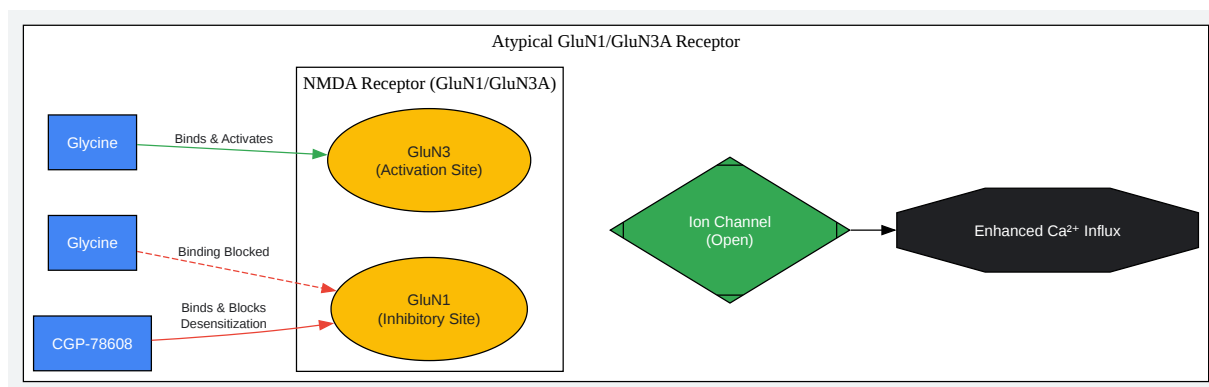 Atypical GluN1/GluN3A Receptor
NMDA Receptor (GluN1/GluN3A)
Glycine
Binds & Activates
GluN3
(Activation Site)
Glycine
Binding Blocked
GluN1
(Inhibitory Site)
Binds & Blocks
Desensitization
CGP-78608
Ion Channel
(Open)
Enhanced Ca²⁺ Influx